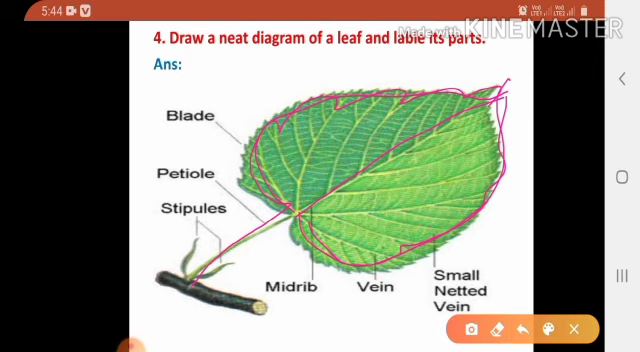 5:44
Made with KINEMASTER
4. Draw a neat diagram of a leaf and lable its parts.
Ans:
Blade
Petiole
Stipules
Midrib
Vein
Small
Netted
Vein